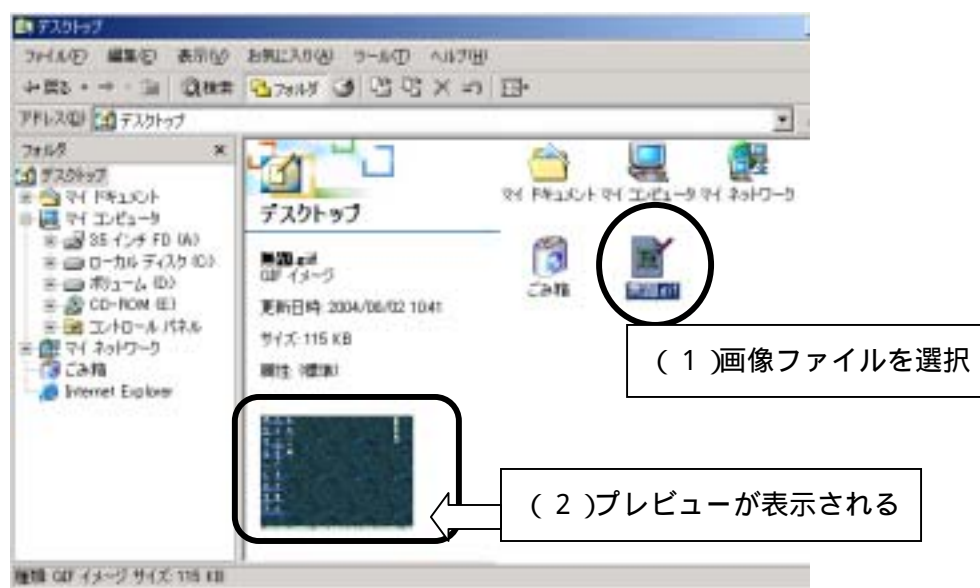 デスクトップ
ファイル(F) 編集(E) 表示(V) お気に入り(A) ツール(T) ヘルプ(H)
戻る 検索 フォルダ
アドレス(D) デスクトップ
フォルダ ×
デスクトップ
マイ ドキュメント
マイ コンピュータ
3.5 インチ FD (A:)
ローカル ディスク (C:)
ボリューム (D:)
CD-ROM (E:)
コントロール パネル
マイ ネットワーク
ごみ箱
Internet Explorer
デスクトップ
無題.gif
GIF イメージ
更新日時: 2004/06/02 10:41
サイズ: 115 KB
属性: (標準)
マイ ドキュメント マイ コンピュータ マイ ネットワーク
ごみ箱 無題.gif
(1)画像ファイルを選択
(2)プレビューが表示される
種類: GIF イメージ サイズ: 115 KB